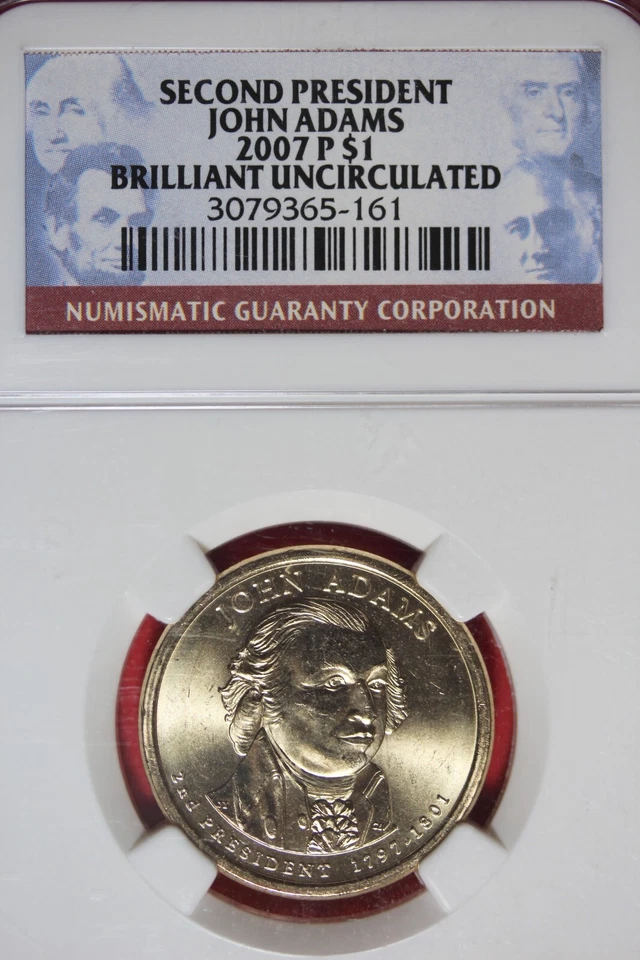 SECOND PRESIDENT
JOHN ADAMS
2007 P $1
BRILLIANT UNCIRCULATED
3079365-161
NUMISMATIC GUARANTY CORPORATION
JOHN ADAMS
2nd PRESIDENT 1797-1801